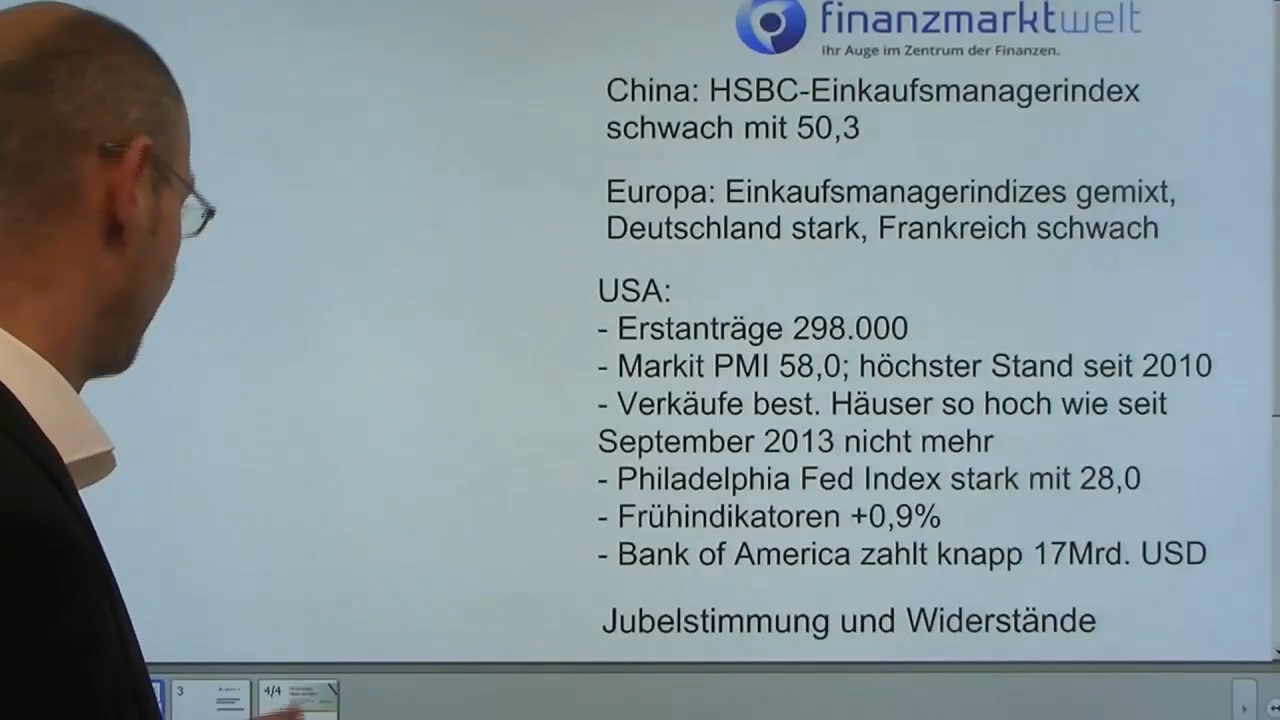 finanzmarktwelt
Ihr Auge im Zentrum der Finanzen.
China: HSBC-Einkaufsmanagerindex
schwach mit 50,3
Europa: Einkaufsmanagerindizes gemixt,
Deutschland stark, Frankreich schwach
USA:
- Erstanträge 298.000
- Markit PMI 58,0; höchster Stand seit 2010
- Verkäufe best. Häuser so hoch wie seit
September 2013 nicht mehr
- Philadelphia Fed Index stark mit 28,0
- Frühindikatoren +0,9%
- Bank of America zahlt knapp 17Mrd. USD
Jubelstimmung und Widerstände
3
4/4